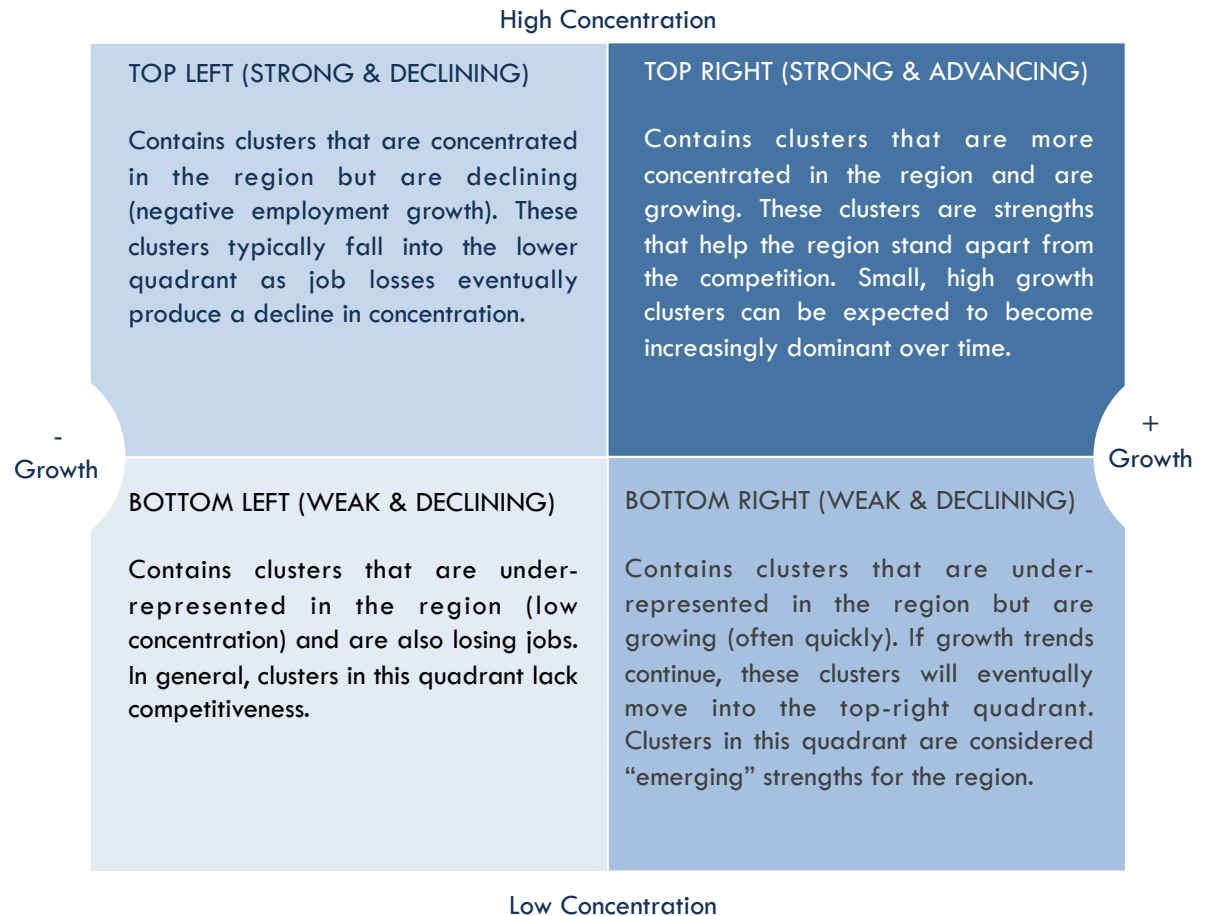 High Concentration
TOP LEFT (STRONG & DECLINING)
Contains clusters that are concentrated
in the region but are declining
(negative employment growth). These
clusters typically fall into the lower
quadrant as job losses eventually
produce a decline in concentration.
TOP RIGHT (STRONG & ADVANCING)
Contains clusters that are more
concentrated in the region and are
growing. These clusters are strengths
that help the region stand apart from
the competition. Small, high growth
clusters can be expected to become
increasingly dominant over time.
-
Growth
+
Growth
BOTTOM LEFT (WEAK & DECLINING)
Contains clusters that are under-
represented in the region (low
concentration) and are also losing jobs.
In general, clusters in this quadrant lack
competitiveness.
BOTTOM RIGHT (WEAK & DECLINING)
Contains clusters that are under-
represented in the region but are
growing (often quickly). If growth trends
continue, these clusters will eventually
move into the top-right quadrant.
Clusters in this quadrant are considered
“emerging” strengths for the region.
Low Concentration